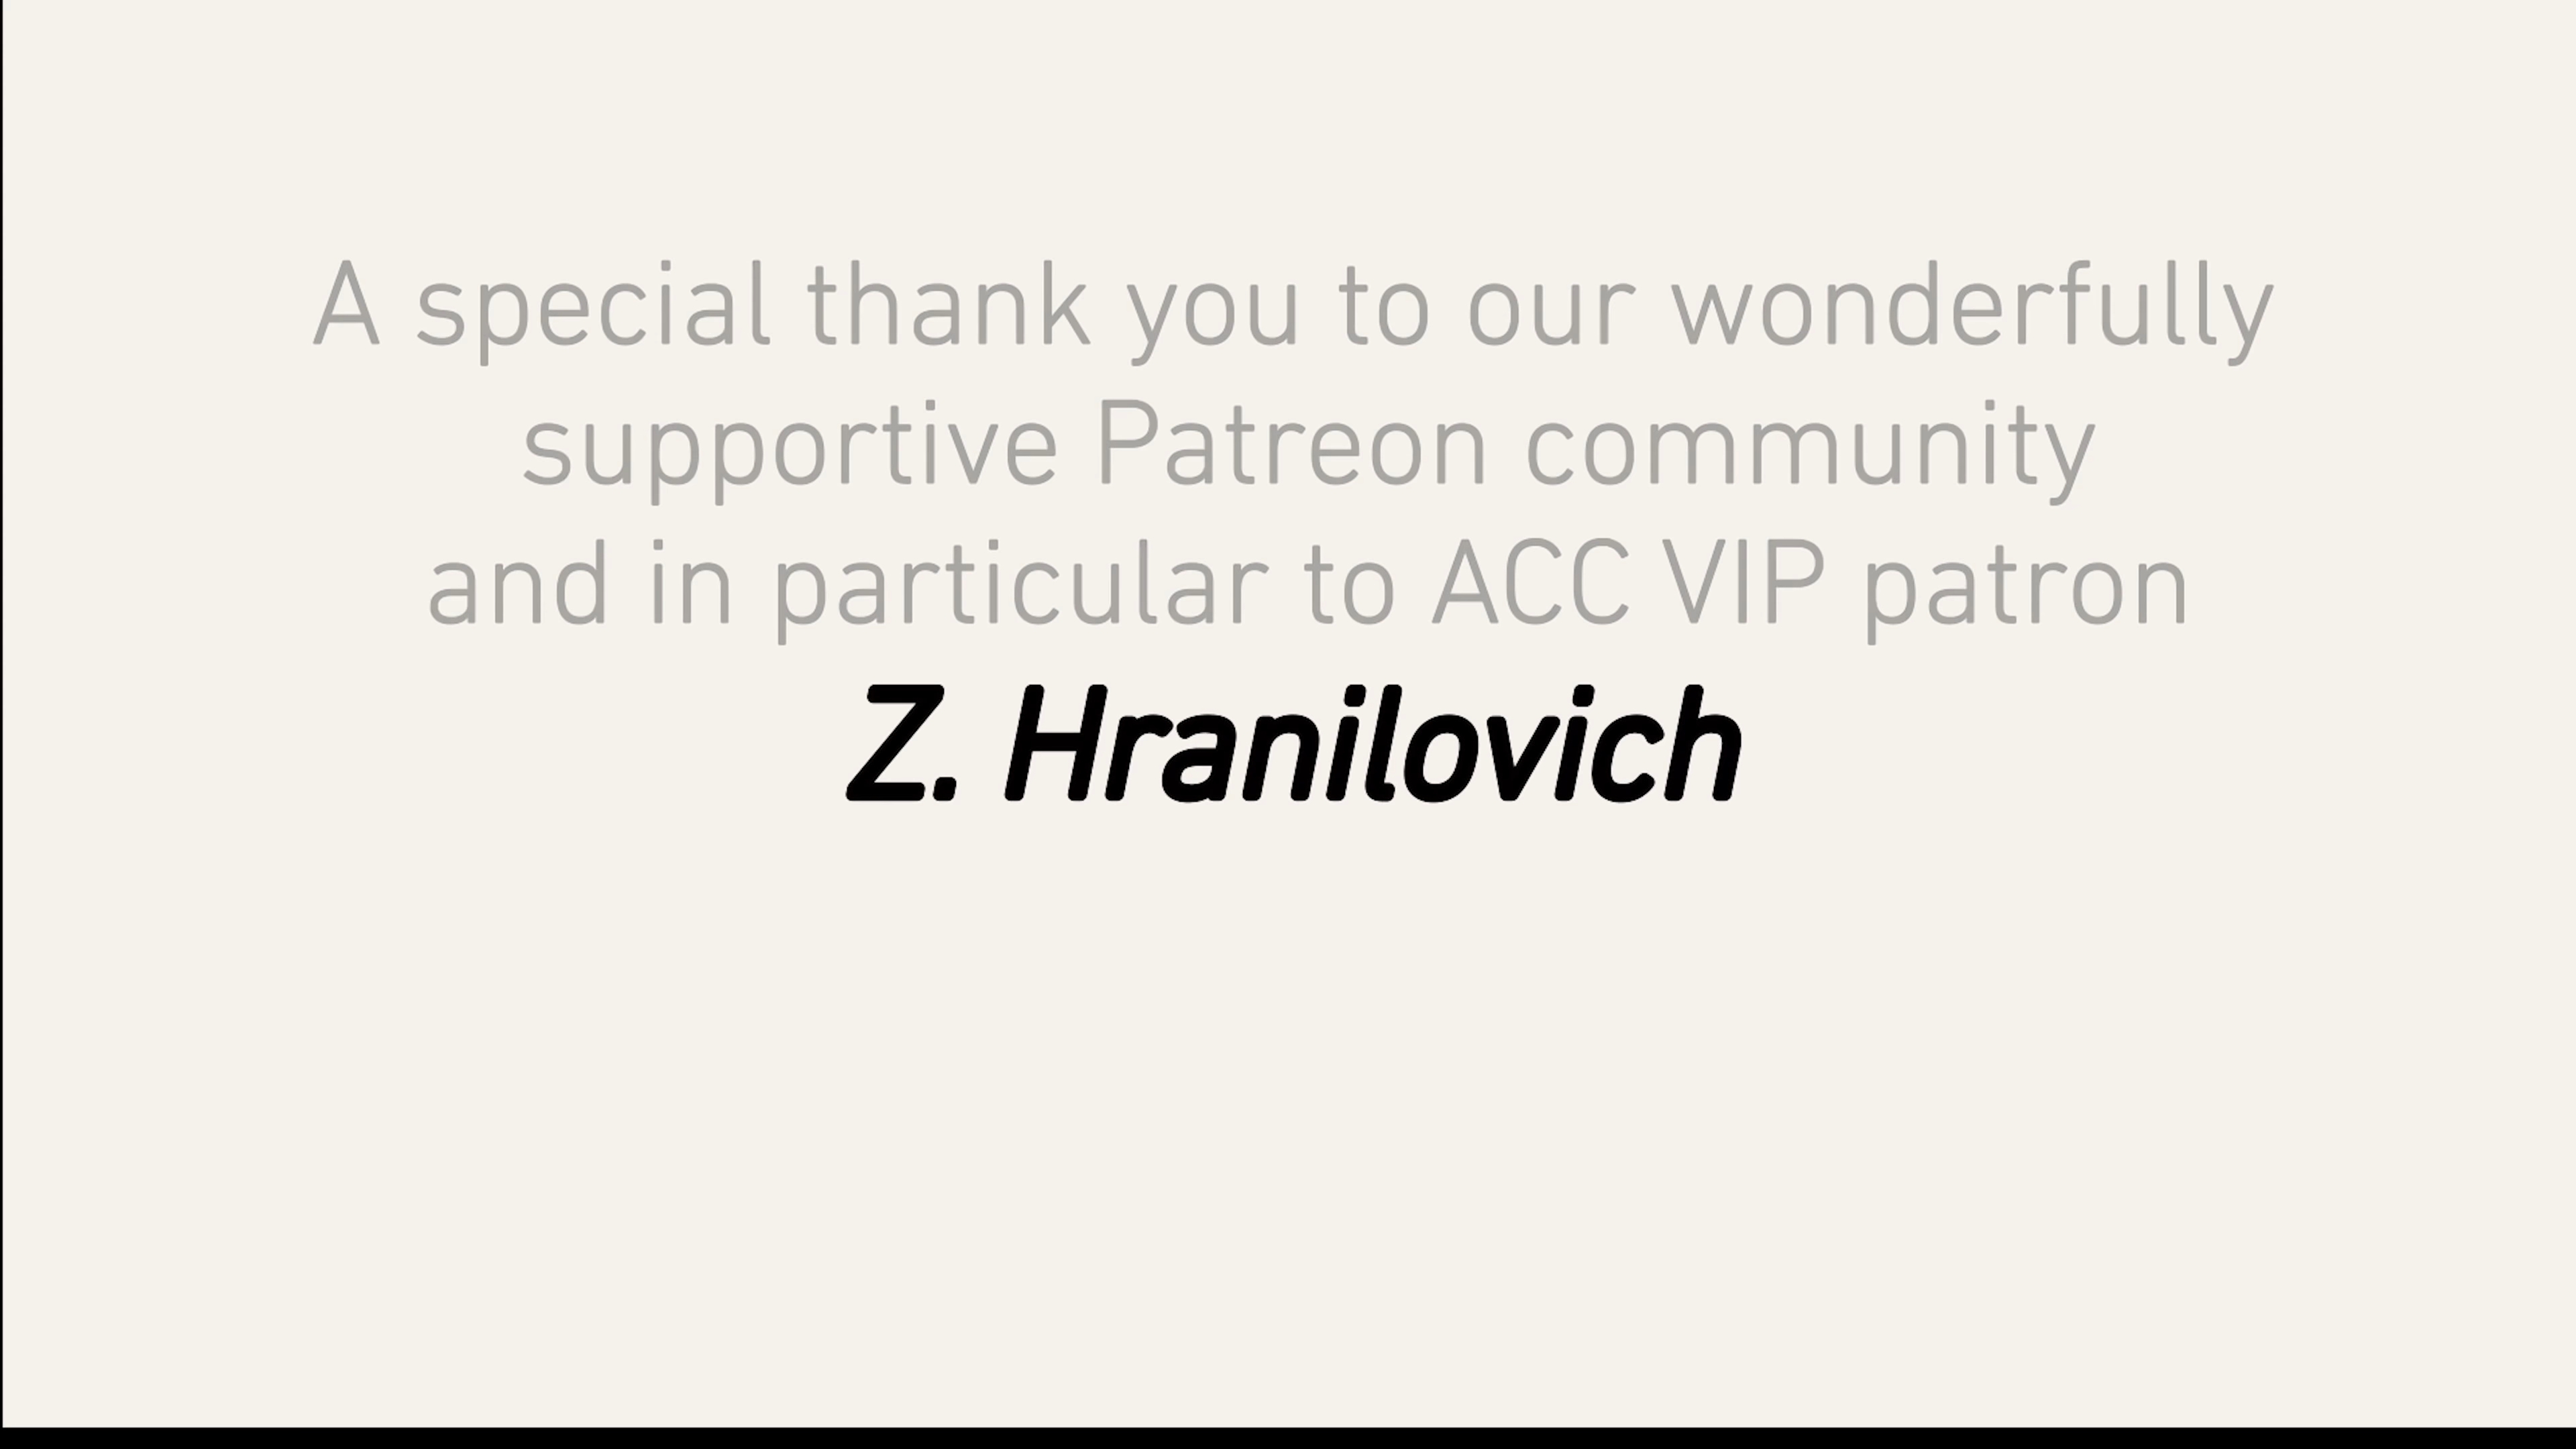 A special thank you to our wonderfully
supportive Patreon community
and in particular to ACC VIP patron
Z. Hranilovich